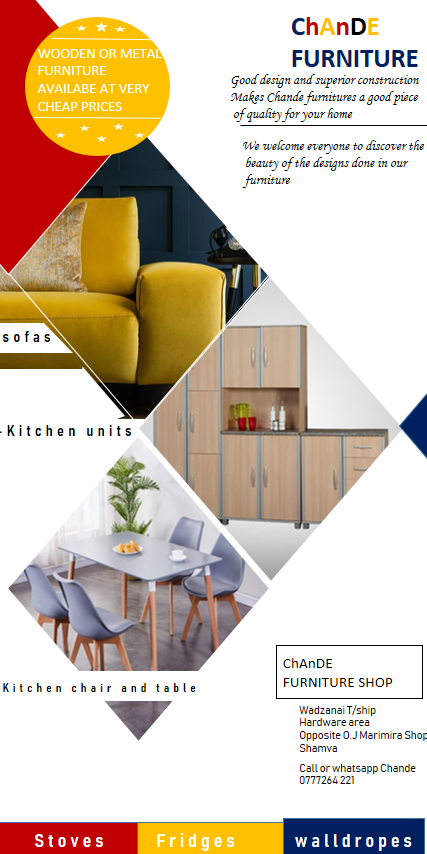 WOODEN OR METAL
FURNITURE
AVAILABE AT VERY
CHEAP PRICES
ChAnDE
FURNITURE
Good design and superior construction
Makes Chande furnitures a good piece
of quality for your home
We welcome everyone to discover the
beauty of the designs done in our
furniture
sofas
-Kitchen units
Kitchen chair and table
ChAnDE
FURNITURE SHOP
Wadzanai T/ship
Hardware area
Opposite O.J Marimira Shop
Shamva
Call or whatsapp Chande
0777264 221
Stoves
Fridges
walldropes